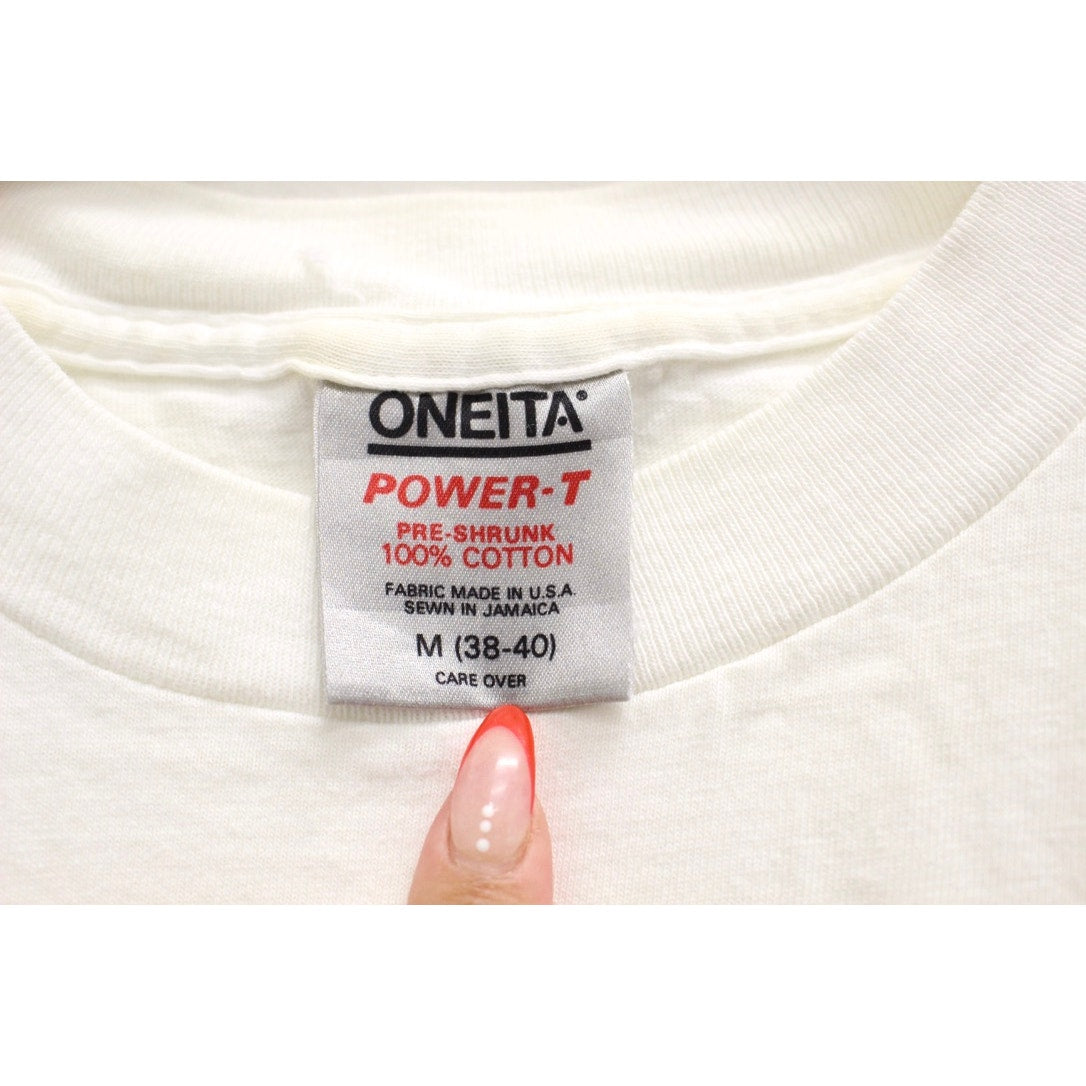 ONEITA®
POWER-T
PRE-SHRUNK
100% COTTON
FABRIC MADE IN U.S.A.
SEWN IN JAMAICA
M (38-40)
CARE OVER